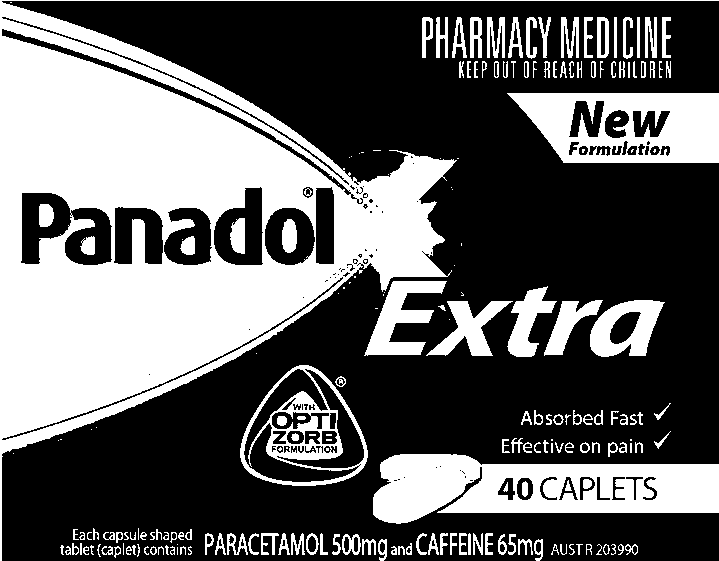 PHARMACY MEDICINE
KEEP OUT OF REACH OF CHILDREN
New
Formulation
Panadol®
Extra
WITH
OPTI
ZORB
FORMULATION
®
Absorbed Fast ✓
Effective on pain ✓
40 CAPLETS
Each capsule shaped
tablet (caplet) contains PARACETAMOL 500mg and CAFFEINE 65mg AUST R 203990